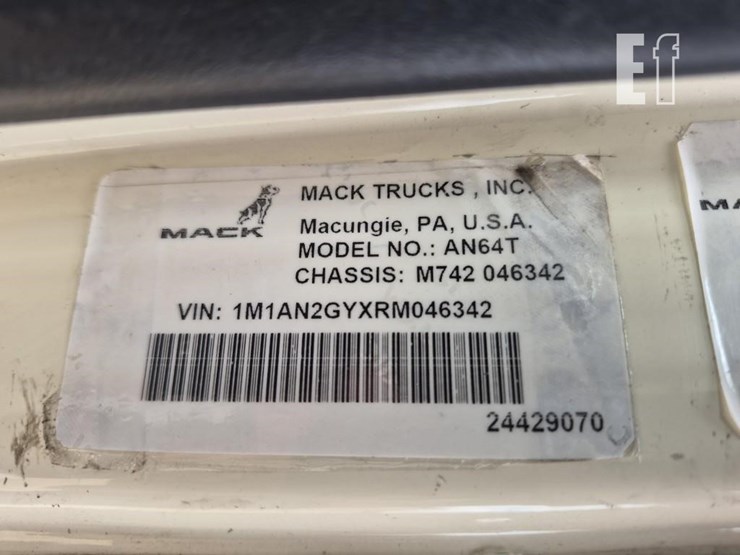 Ef
MACK TRUCKS , INC.
MACK
Macungie, PA, U.S.A.
MODEL NO.: AN64T
CHASSIS: M742 046342
VIN: 1M1AN2GYXRM046342
24429070